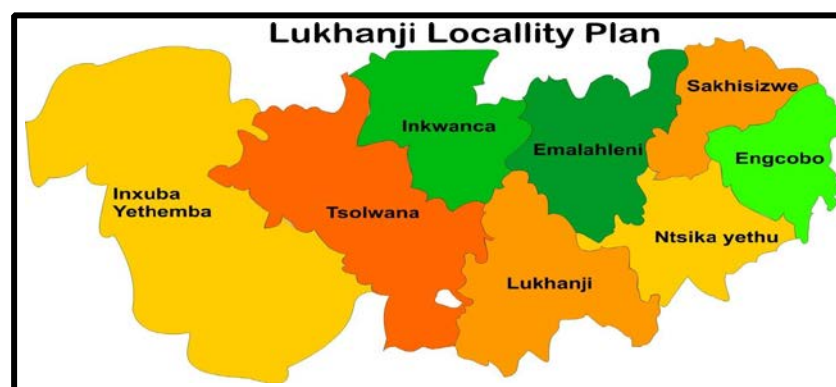 Lukhanji Locallity Plan
Sakhisizwe
Inkwanca
Emalahleni
Engcobo
Inxuba
Yethemba
Tsolwana
Ntsika yethu
Lukhanji